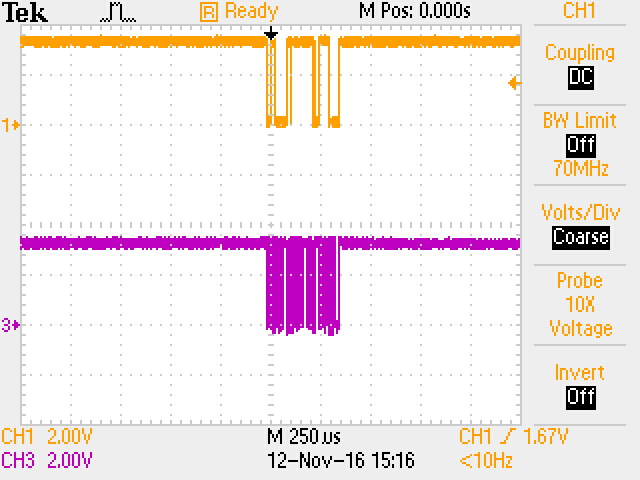 Tek R Ready M Pos: 0.000s CH1
Coupling
DC
BW Limit
Off
70MHz
Volts/Div
Coarse
Probe
10X
Voltage
Invert
Off
1
3
CH1 2.00V M 250µs CH1 1.67V
CH3 2.00V 12-Nov-16 15:16 <10Hz